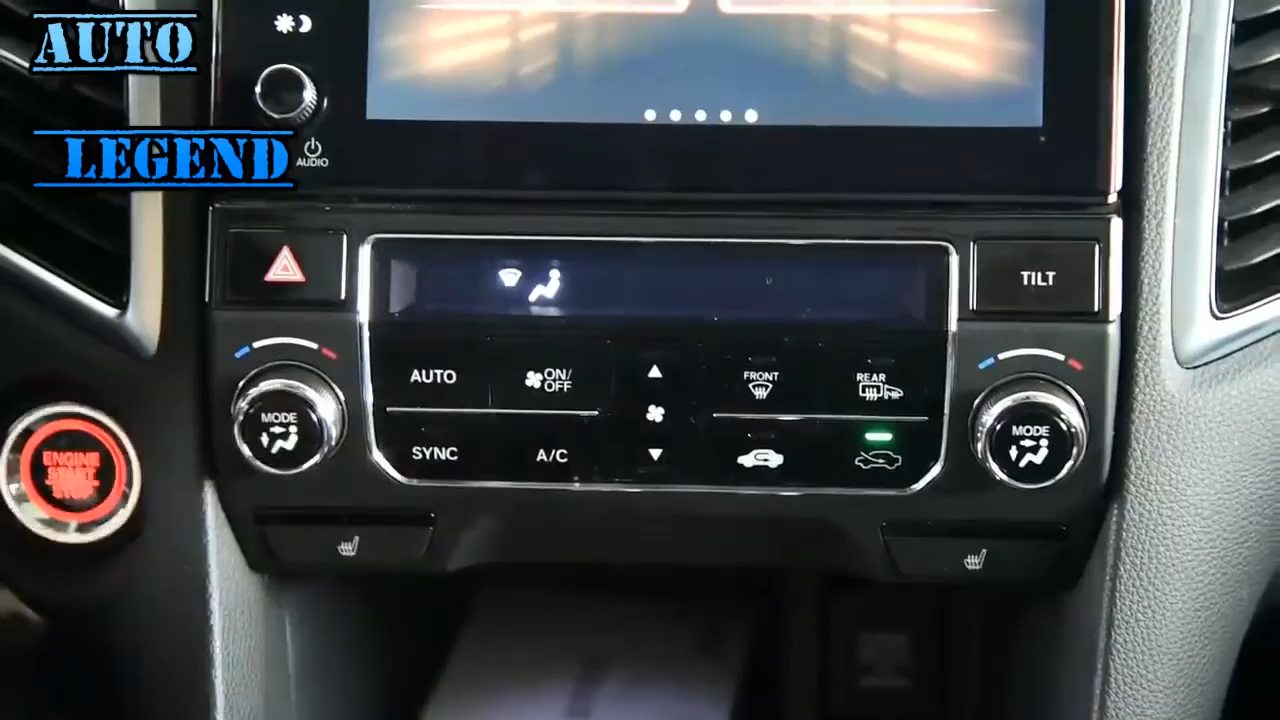 AUTO
LEGEND
AUDIO
TILT
AUTO
ON/
OFF
FRONT
REAR
MODE
MODE
SYNC
A/C
ENGINE
START
STOP